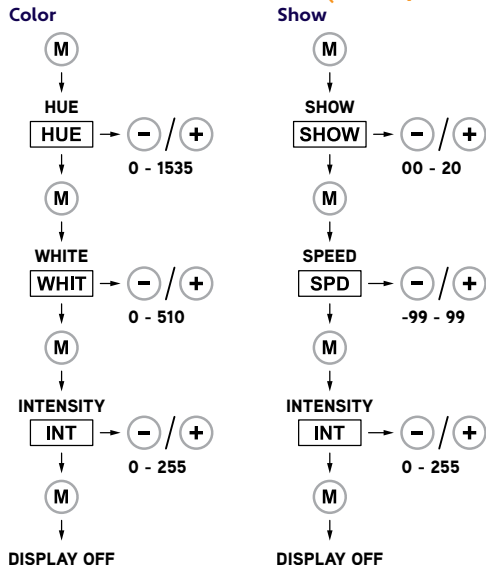 Color
M
HUE
HUE
- / +
0 - 1535
M
WHITE
WHIT
- / +
0 - 510
M
INTENSITY
INT
- / +
0 - 255
M
DISPLAY OFF
Show
M
SHOW
SHOW
- / +
00 - 20
M
SPEED
SPD
- / +
-99 - 99
M
INTENSITY
INT
- / +
0 - 255
M
DISPLAY OFF